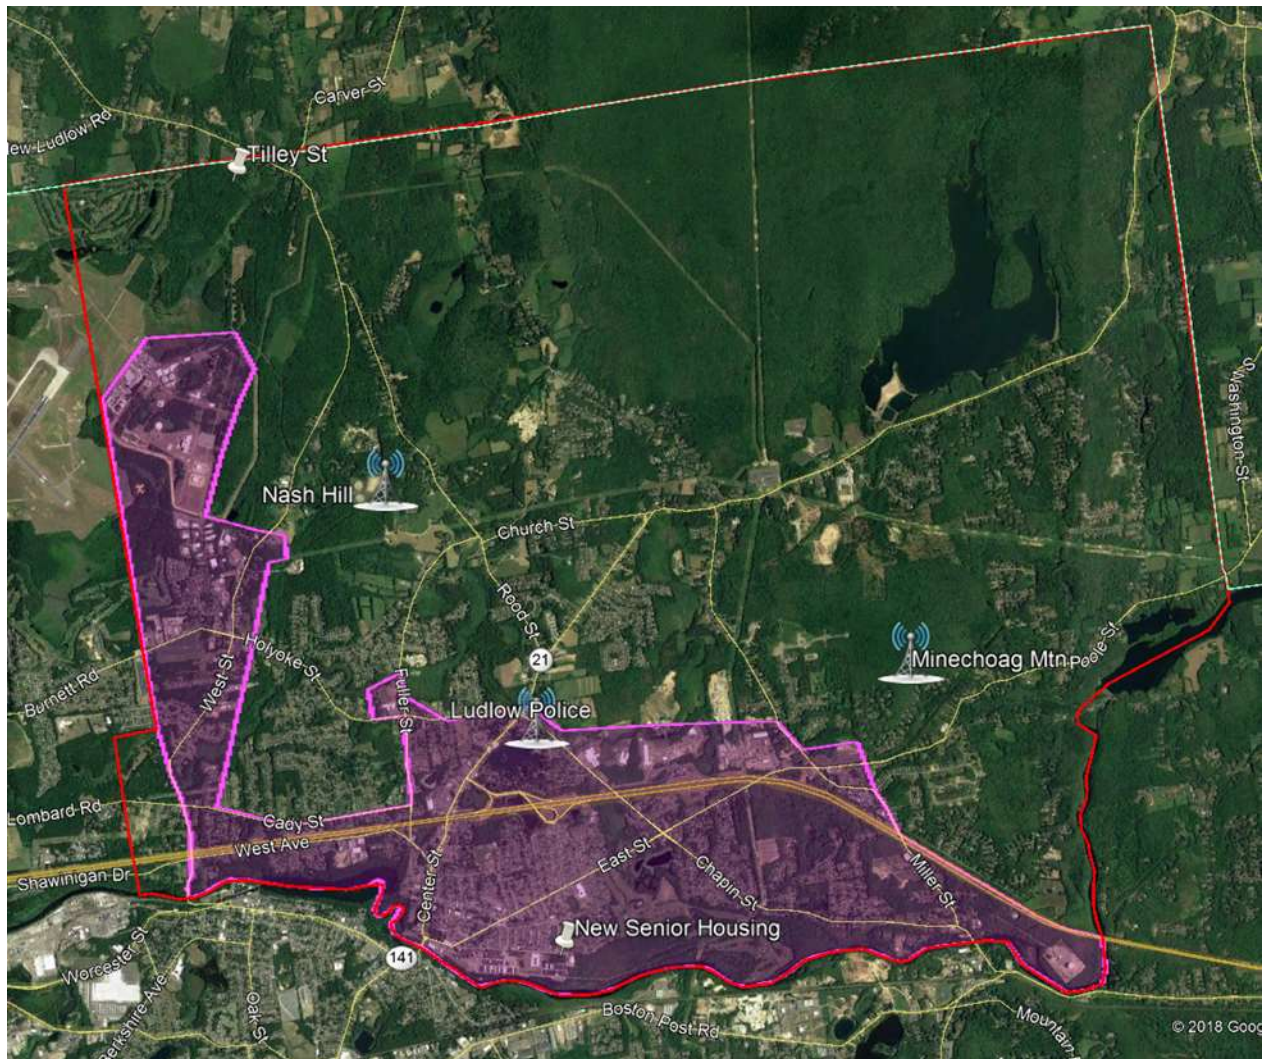 Carver St
ew Ludlow Rd
Tilley St
S Washington St
Nash Hill
Church St
Rood St
Holyoke St
21
Minechoag Mtn
Poole St
West St
Burnett Rd
Fuller St
Ludlow Police
Lombard Rd
Cady St
West Ave
East St
Shawinigan Dr
Center St
Chapin St
Miller St
New Senior Housing
141
Worcester St
Oak St
erkshire Ave
Boston Post Rd
Mountain
© 2018 Goog